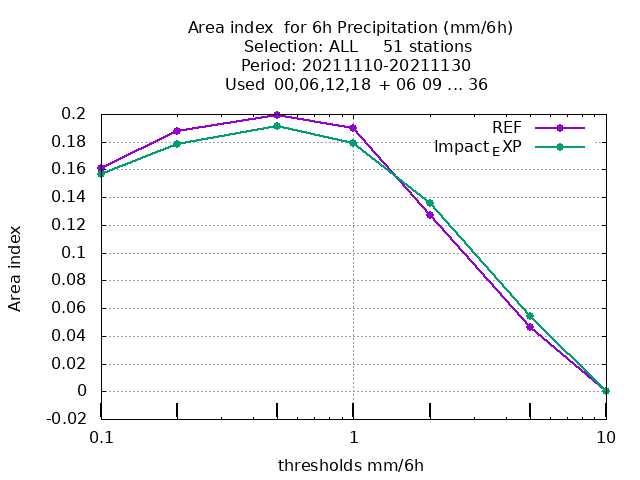 Area index  for 6h Precipitation (mm/6h)
Selection: ALL     51 stations
Period: 20211110-20211130
Used  00,06,12,18  + 06 09 ... 36
REF
Impact_EXP
0.2
0.18
0.16
0.14
0.12
0.1
0.08
0.06
0.04
0.02
0
-0.02
Area index
0.1 1 10
thresholds mm/6h